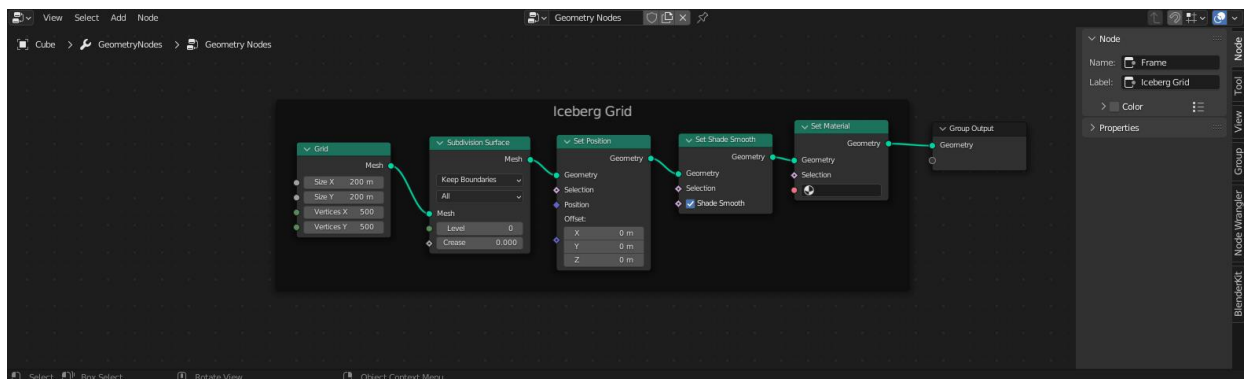 View Select Add Node
Geometry Nodes
Cube > GeometryNodes > Geometry Nodes
Iceberg Grid
Grid
Mesh
Size X 200 m
Size Y 200 m
Vertices X 500
Vertices Y 500
Subdivision Surface
Mesh
Keep Boundaries
All
Mesh
Level 0
Crease 0.000
Set Position
Geometry
Geometry
Selection
Position
Offset:
X 0 m
Y 0 m
Z 0 m
Set Shade Smooth
Geometry
Geometry
Selection
Shade Smooth
Set Material
Geometry
Geometry
Selection
Group Output
Geometry
Node
Name: Frame
Label: Iceberg Grid
Color
Properties
Node
Tool
View
Group
Node Wrangler
BlenderKit
Select Box Select Rotate View Object Context Menu